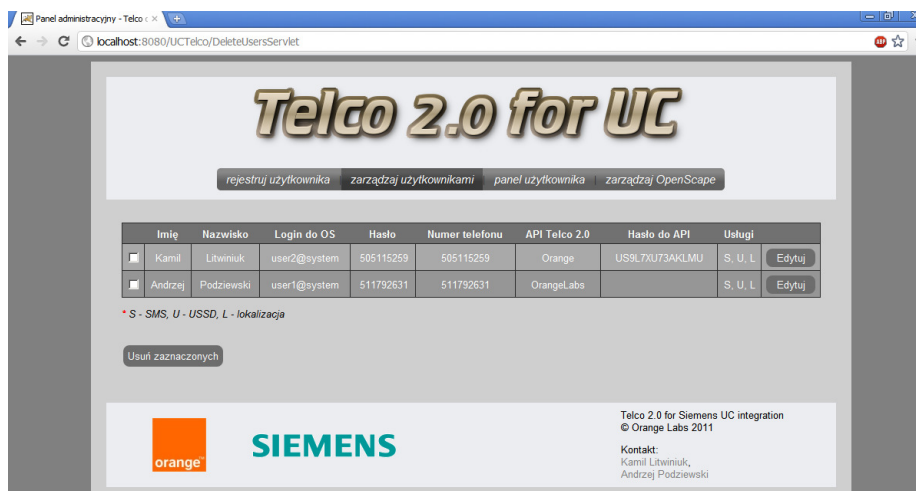 Panel administracyjny - Telco
localhost:8080/UCTelco/DeleteUsersServlet
Telco 2.0 for UC
rejestruj użytkownika | zarządzaj użytkownikami | panel użytkownika | zarządzaj OpenScape
Imię Nazwisko Login do OS Hasło Numer telefonu API Telco 2.0 Hasło do API Usługi
Kamil Litwiniuk user2@system 505115259 505115259 Orange US9L7XU73AKLMU S, U, L Edytuj
Andrzej Podziewski user1@system 511792631 511792631 OrangeLabs S, U, L Edytuj
* S - SMS, U - USSD, L - lokalizacja
Usuń zaznaczonych
orange™
SIEMENS
Telco 2.0 for Siemens UC integration
© Orange Labs 2011
Kontakt:
Kamil Litwiniuk,
Andrzej Podziewski